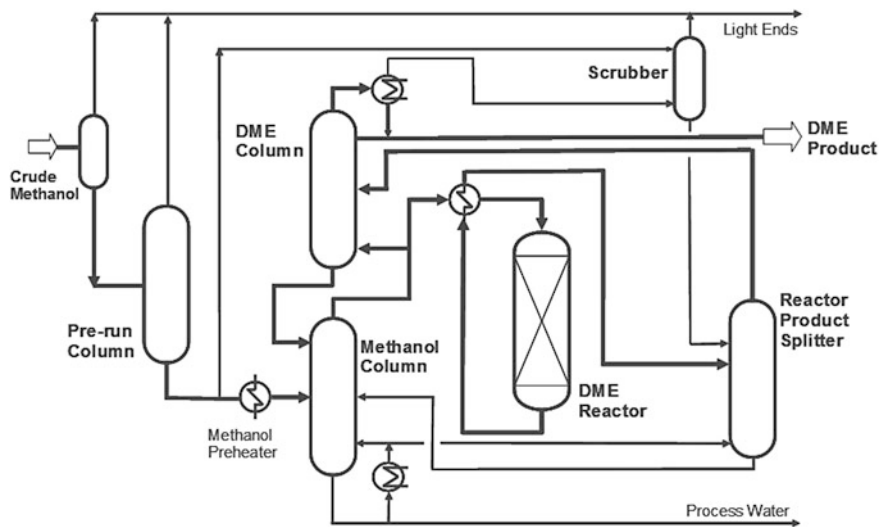 Light Ends
Scrubber
DME
Column
DME
Product
Crude
Methanol
Pre-run
Column
Methanol
Column
Reactor
Product
Splitter
DME
Reactor
Methanol
Preheater
Process Water